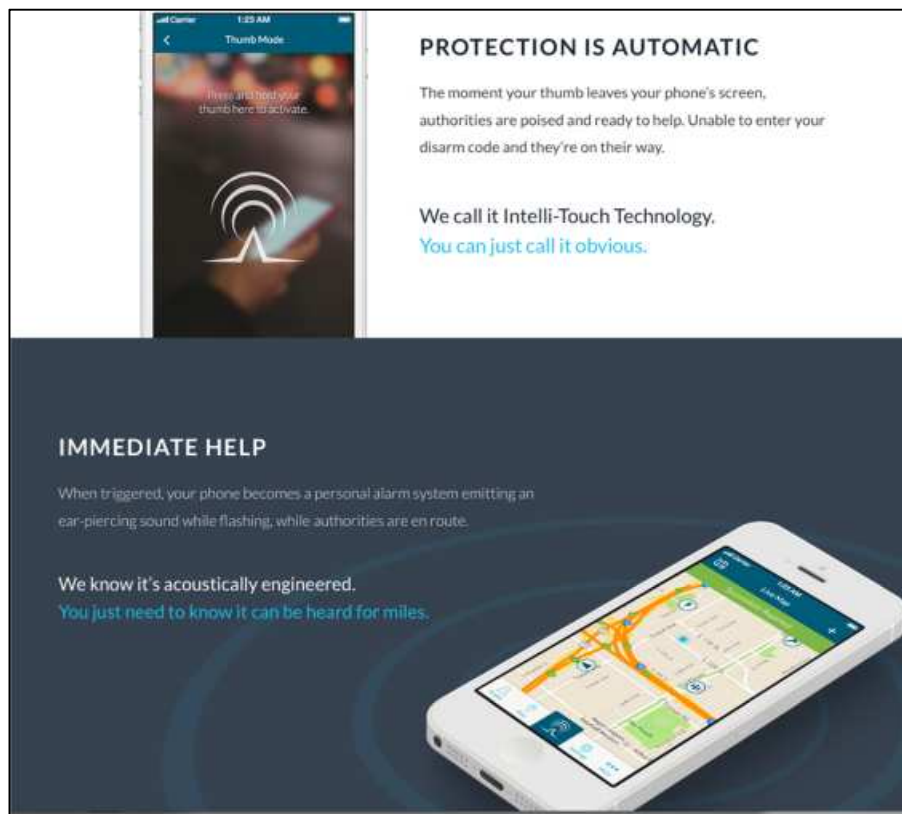 Carrier 1:25 AM
Thumb Mode
Press and hold your
thumb here to activate.
PROTECTION IS AUTOMATIC
The moment your thumb leaves your phone's screen,
authorities are poised and ready to help. Unable to enter your
disarm code and they're on their way.
We call it Intelli-Touch Technology.
You can just call it obvious.
IMMEDIATE HELP
When triggered, your phone becomes a personal alarm system emitting an
ear-piercing sound while flashing, while authorities are en route.
We know it's acoustically engineered.
You just need to know it can be heard for miles.
Carrier 1:25 AM
Live Map